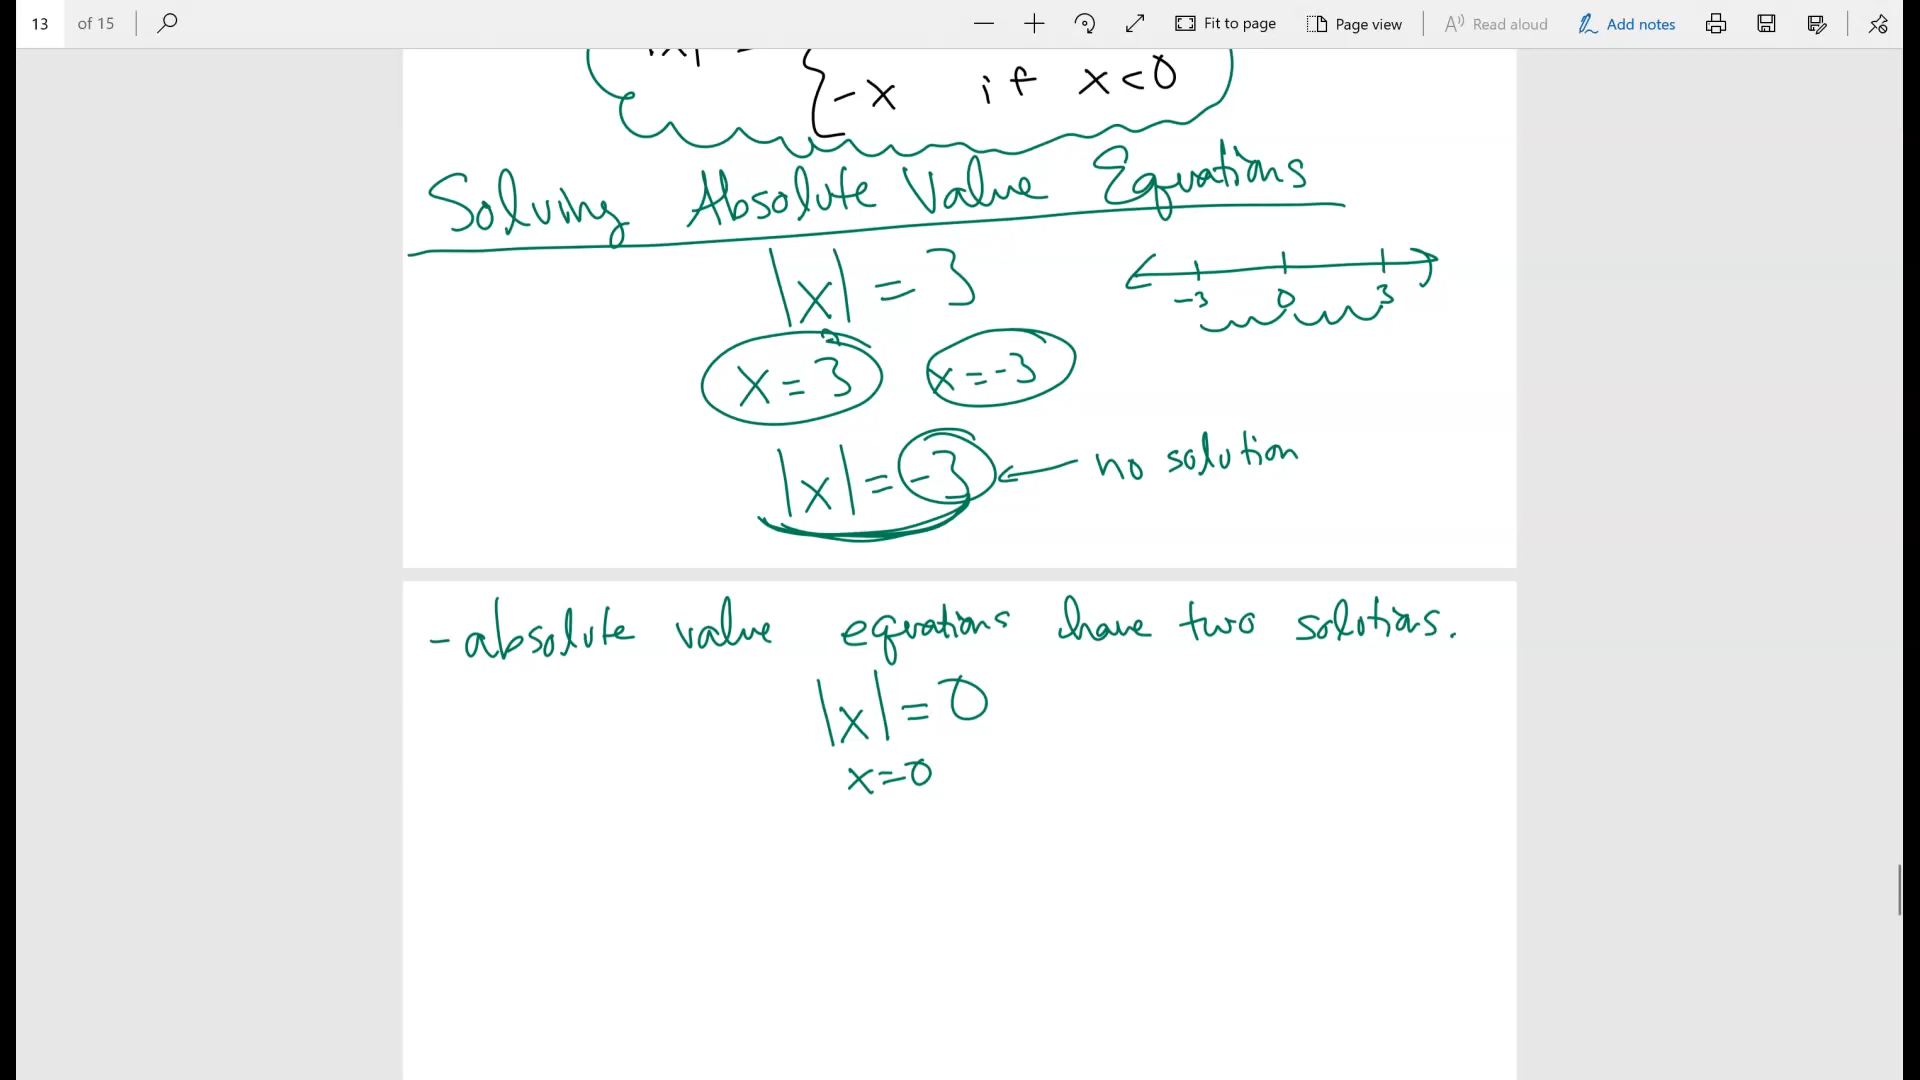 13 of 15 Fit to page Page view Read aloud Add notes
|x| =
{-x if x<0
Solving Absolute Value Equations
|x| = 3
-3 0 3
x = 3 x = -3
|x| = -3 ← no solution
- absolute value equations have two solutions.
|x| = 0
x=0